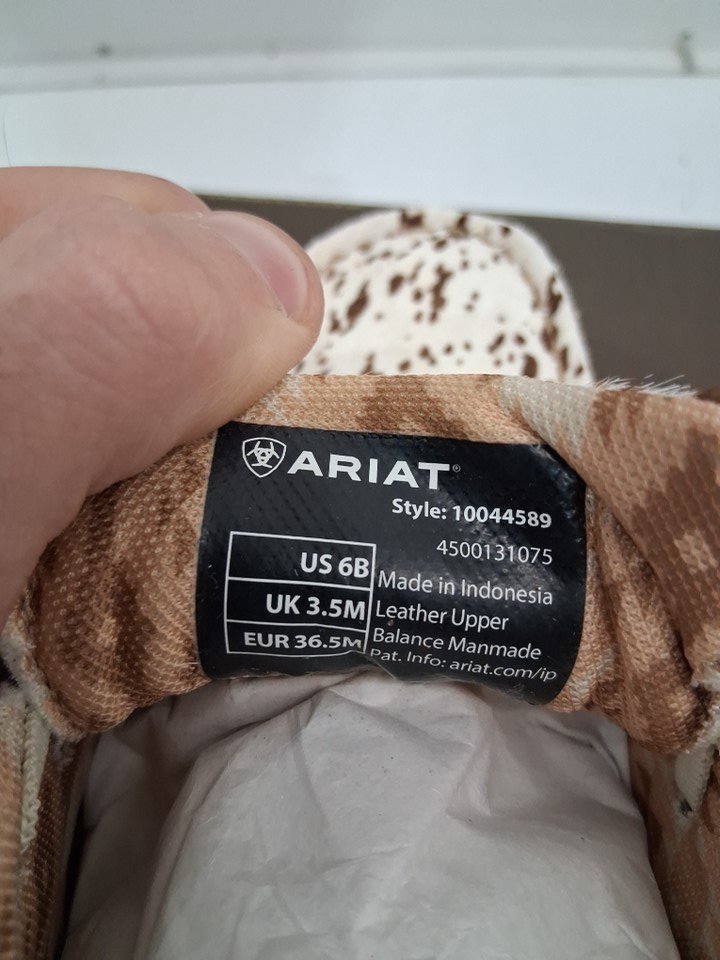 ARIAT®
Style: 10044589
4500131075
US 6B
UK 3.5M
EUR 36.5M
Made in Indonesia
Leather Upper
Balance Manmade
Pat. Info: ariat.com/ip